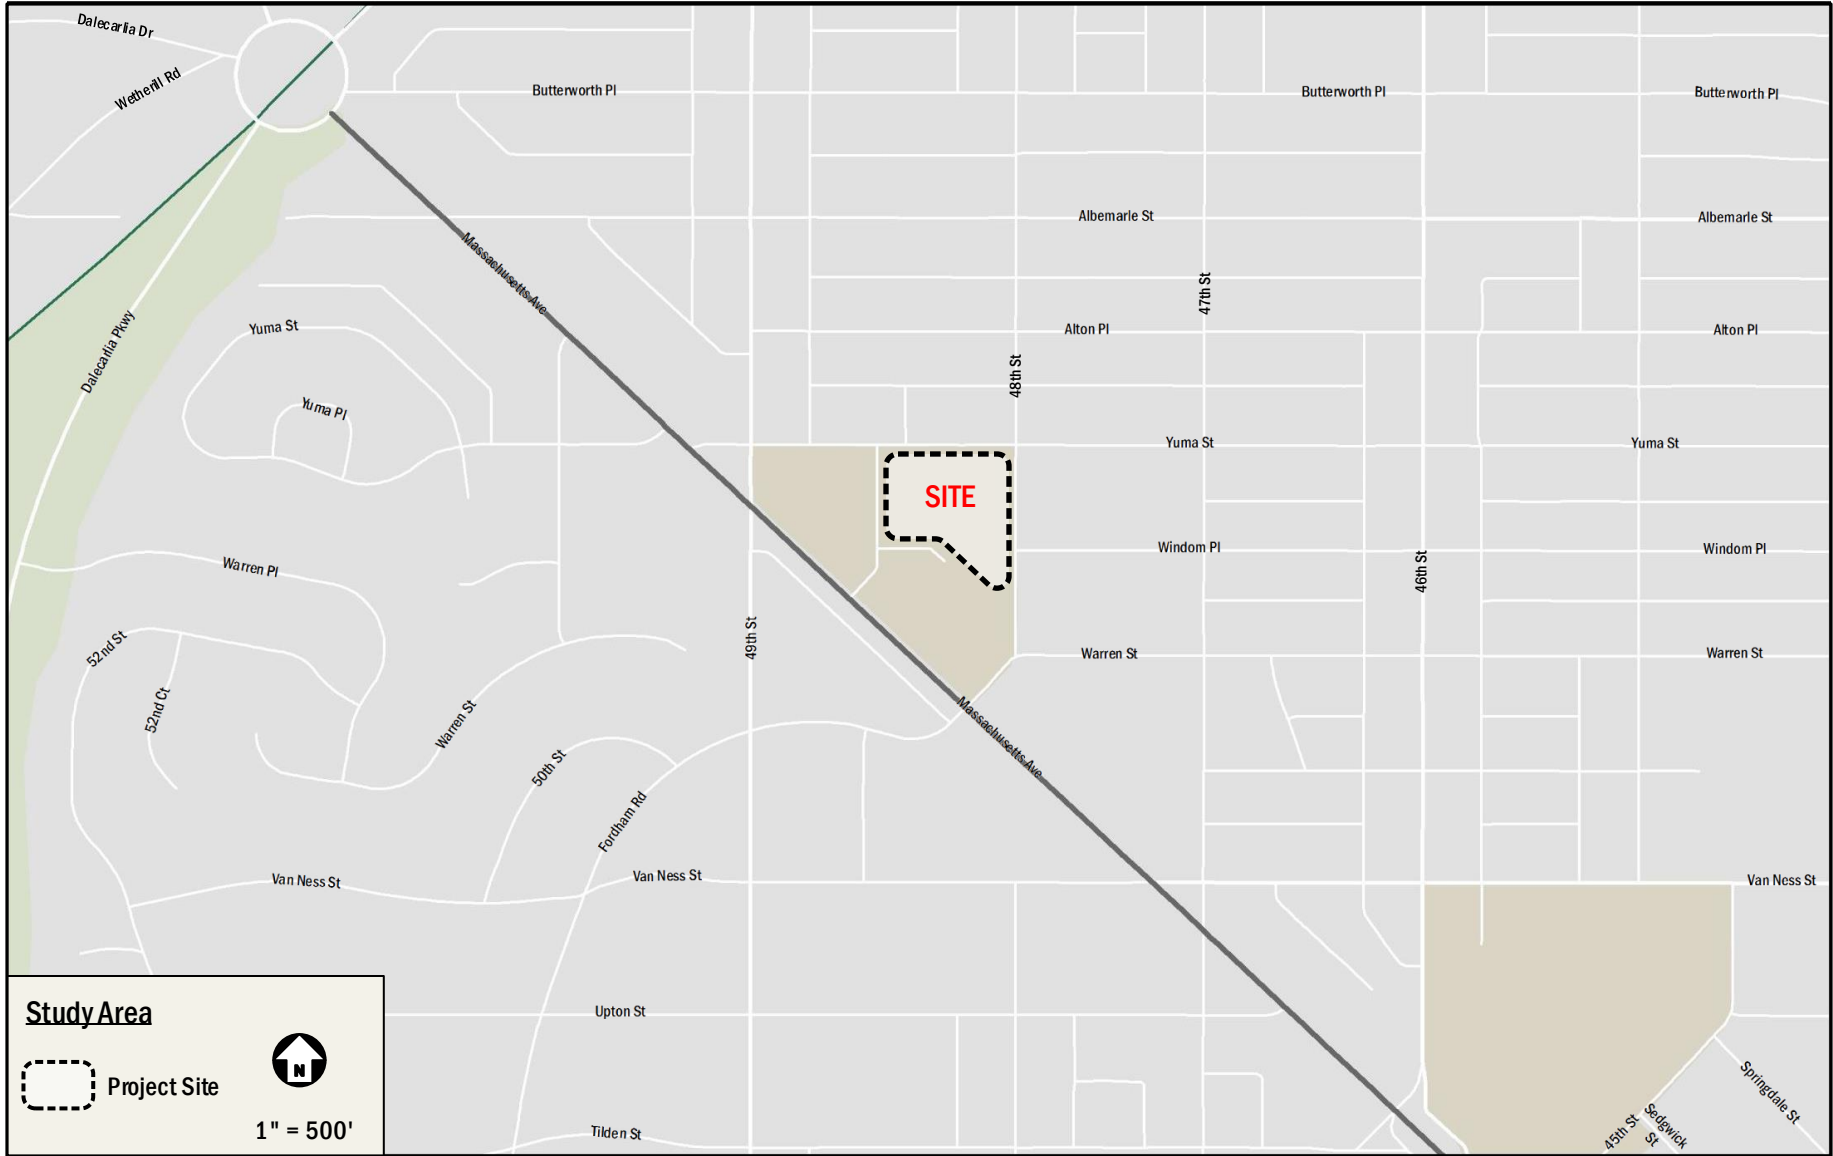 Dalecarlia Dr
Wetherill Rd
Butterworth Pl
Butterworth Pl
Butterworth Pl
Albemarle St
Albemarle St
Massachusetts Ave
47th St
Dalecarlia Pkwy
Yuma St
Alton Pl
Alton Pl
48th St
Yuma Pl
Yuma St
Yuma St
SITE
Windom Pl
Windom Pl
46th St
Warren Pl
49th St
52nd St
Warren St
Warren St
52nd Ct
Warren St
Massachusetts Ave
50th St
Fordham Rd
Van Ness St
Van Ness St
Van Ness St
Upton St
Springdale St
Sedgwick
St
45th St
Tilden St
Study Area
N
Project Site
1" = 500'